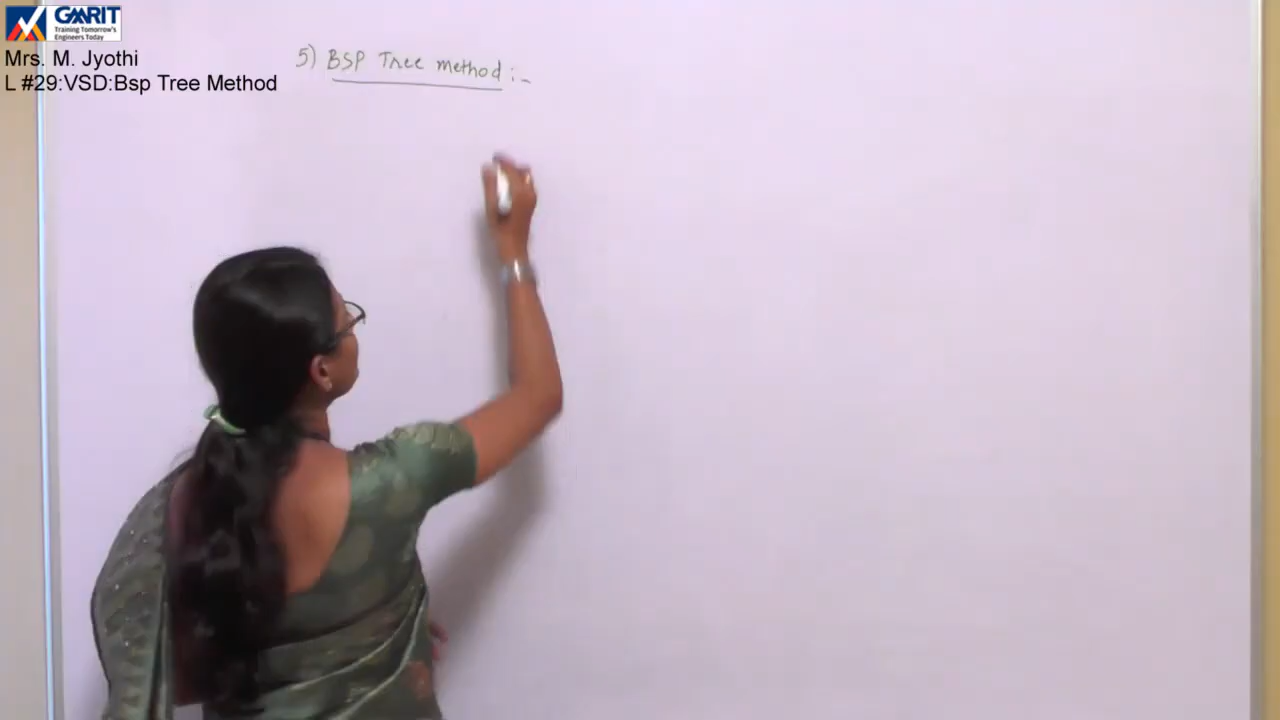 GMRIT
Training Tomorrow's
Engineers Today
Mrs. M. Jyothi
L #29:VSD:Bsp Tree Method
5) BSP Tree method :-